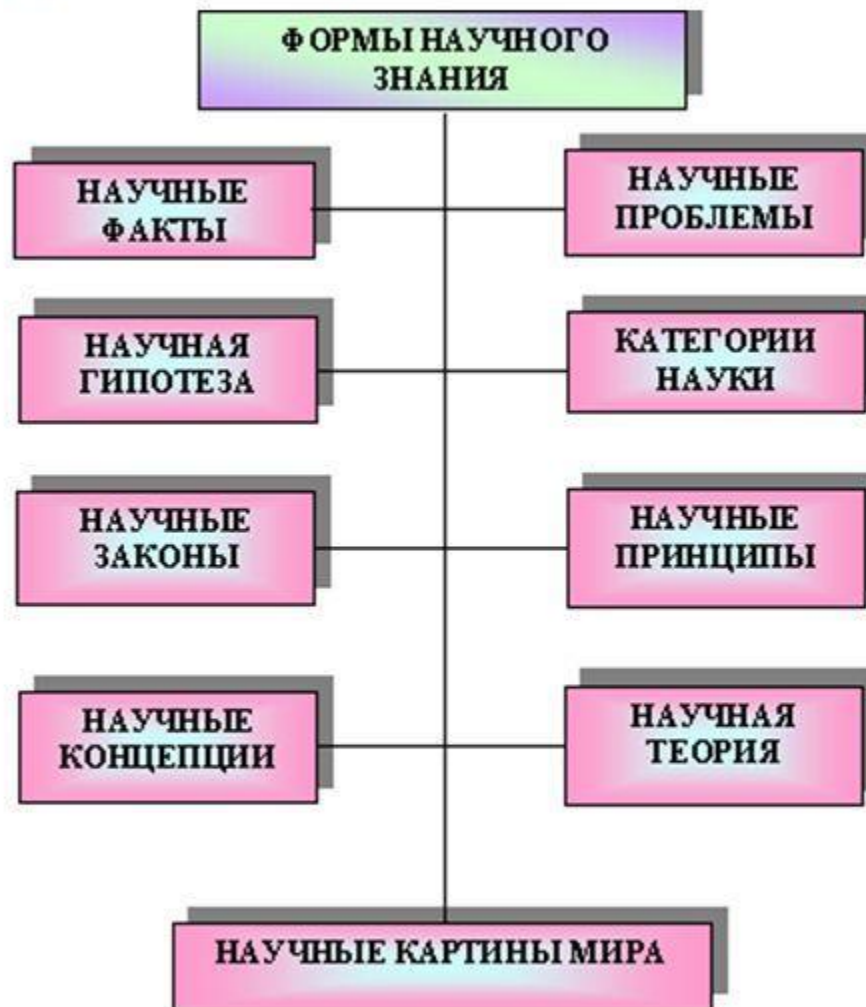 ФОРМЫ НАУЧНОГО
ЗНАНИЯ
НАУЧНЫЕ
ФАКТЫ
НАУЧНЫЕ
ПРОБЛЕМЫ
НАУЧНАЯ
ГИПОТЕЗА
КАТЕГОРИИ
НАУКИ
НАУЧНЫЕ
ЗАКОНЫ
НАУЧНЫЕ
ПРИНЦИПЫ
НАУЧНЫЕ
КОНЦЕПЦИИ
НАУЧНАЯ
ТЕОРИЯ
НАУЧНЫЕ КАРТИНЫ МИРА